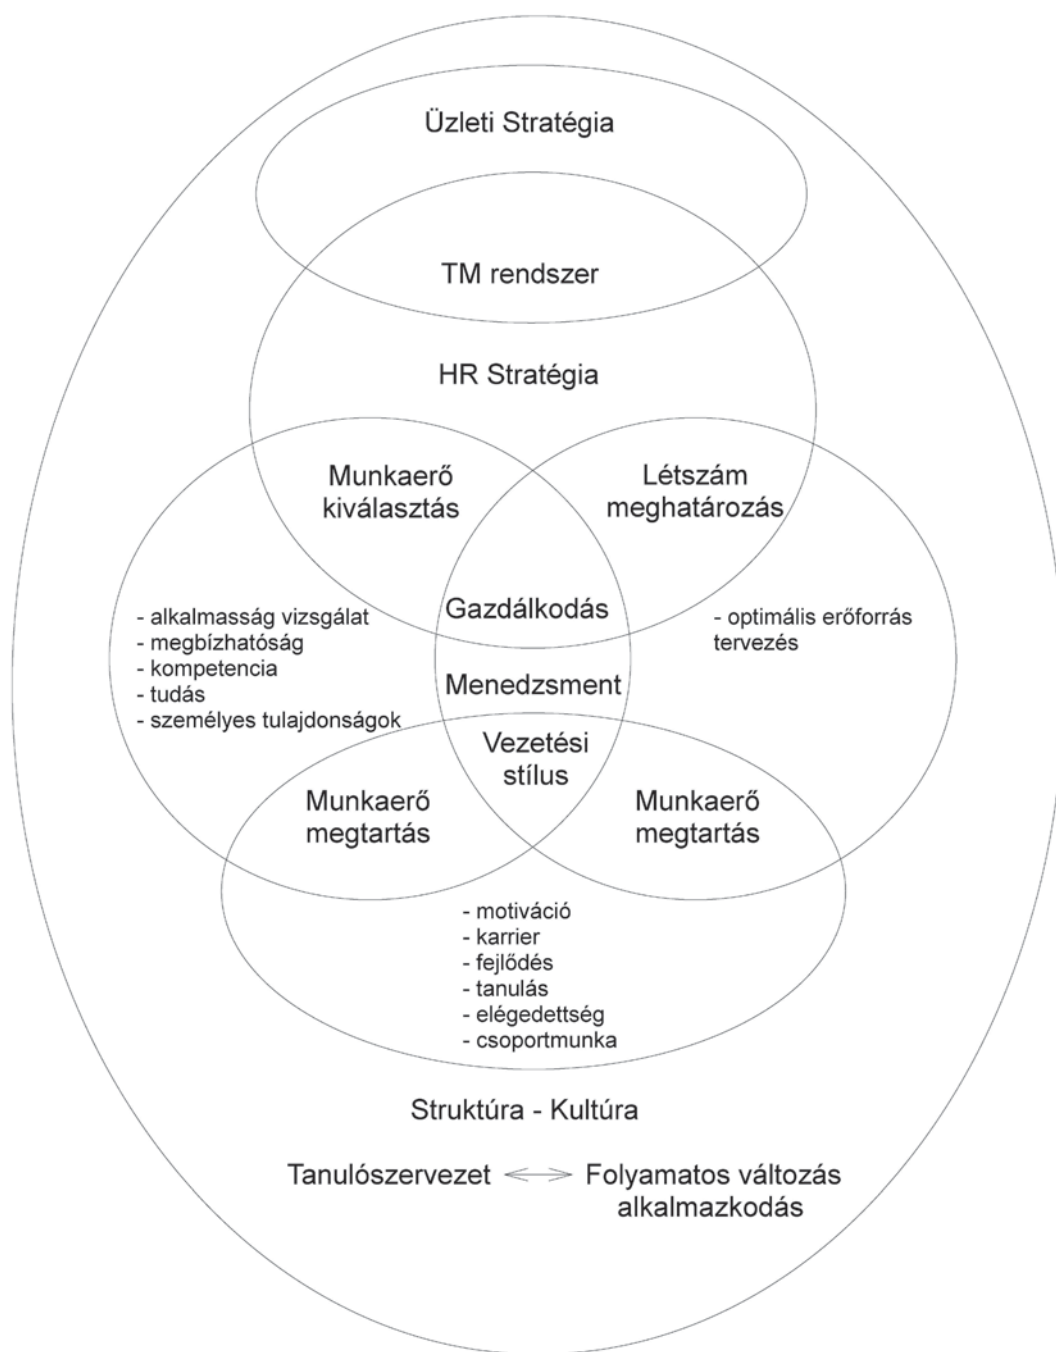 Üzleti Stratégia
TM rendszer
HR Stratégia
Munkaerő
kiválasztás
Létszám
meghatározás
Gazdálkodás
- alkalmasság vizsgálat
- megbízhatóság
- kompetencia
- tudás
- személyes tulajdonságok
- optimális erőforrás
tervezés
Menedzsment
Vezetési
stílus
Munkaerő
megtartás
Munkaerő
megtartás
- motiváció
- karrier
- fejlődés
- tanulás
- elégedettség
- csoportmunka
Struktúra - Kultúra
Tanulószervezet
Folyamatos változás
alkalmazkodás